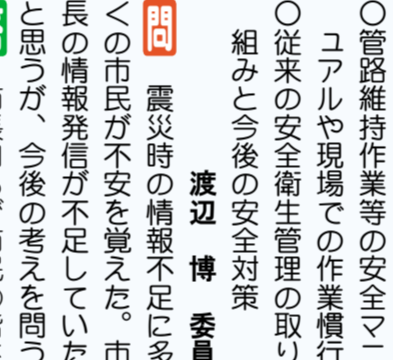 〇管路維持作業等の安全マニ
ュアルや現場での作業慣行
〇従来の安全衛生管理の取り
組みと今後の安全対策
渡辺 博 委員
問 震災時の情報不足に多
くの市民が不安を覚えた。市
長の情報発信が不足していた
と思うが、今後の考えを問う